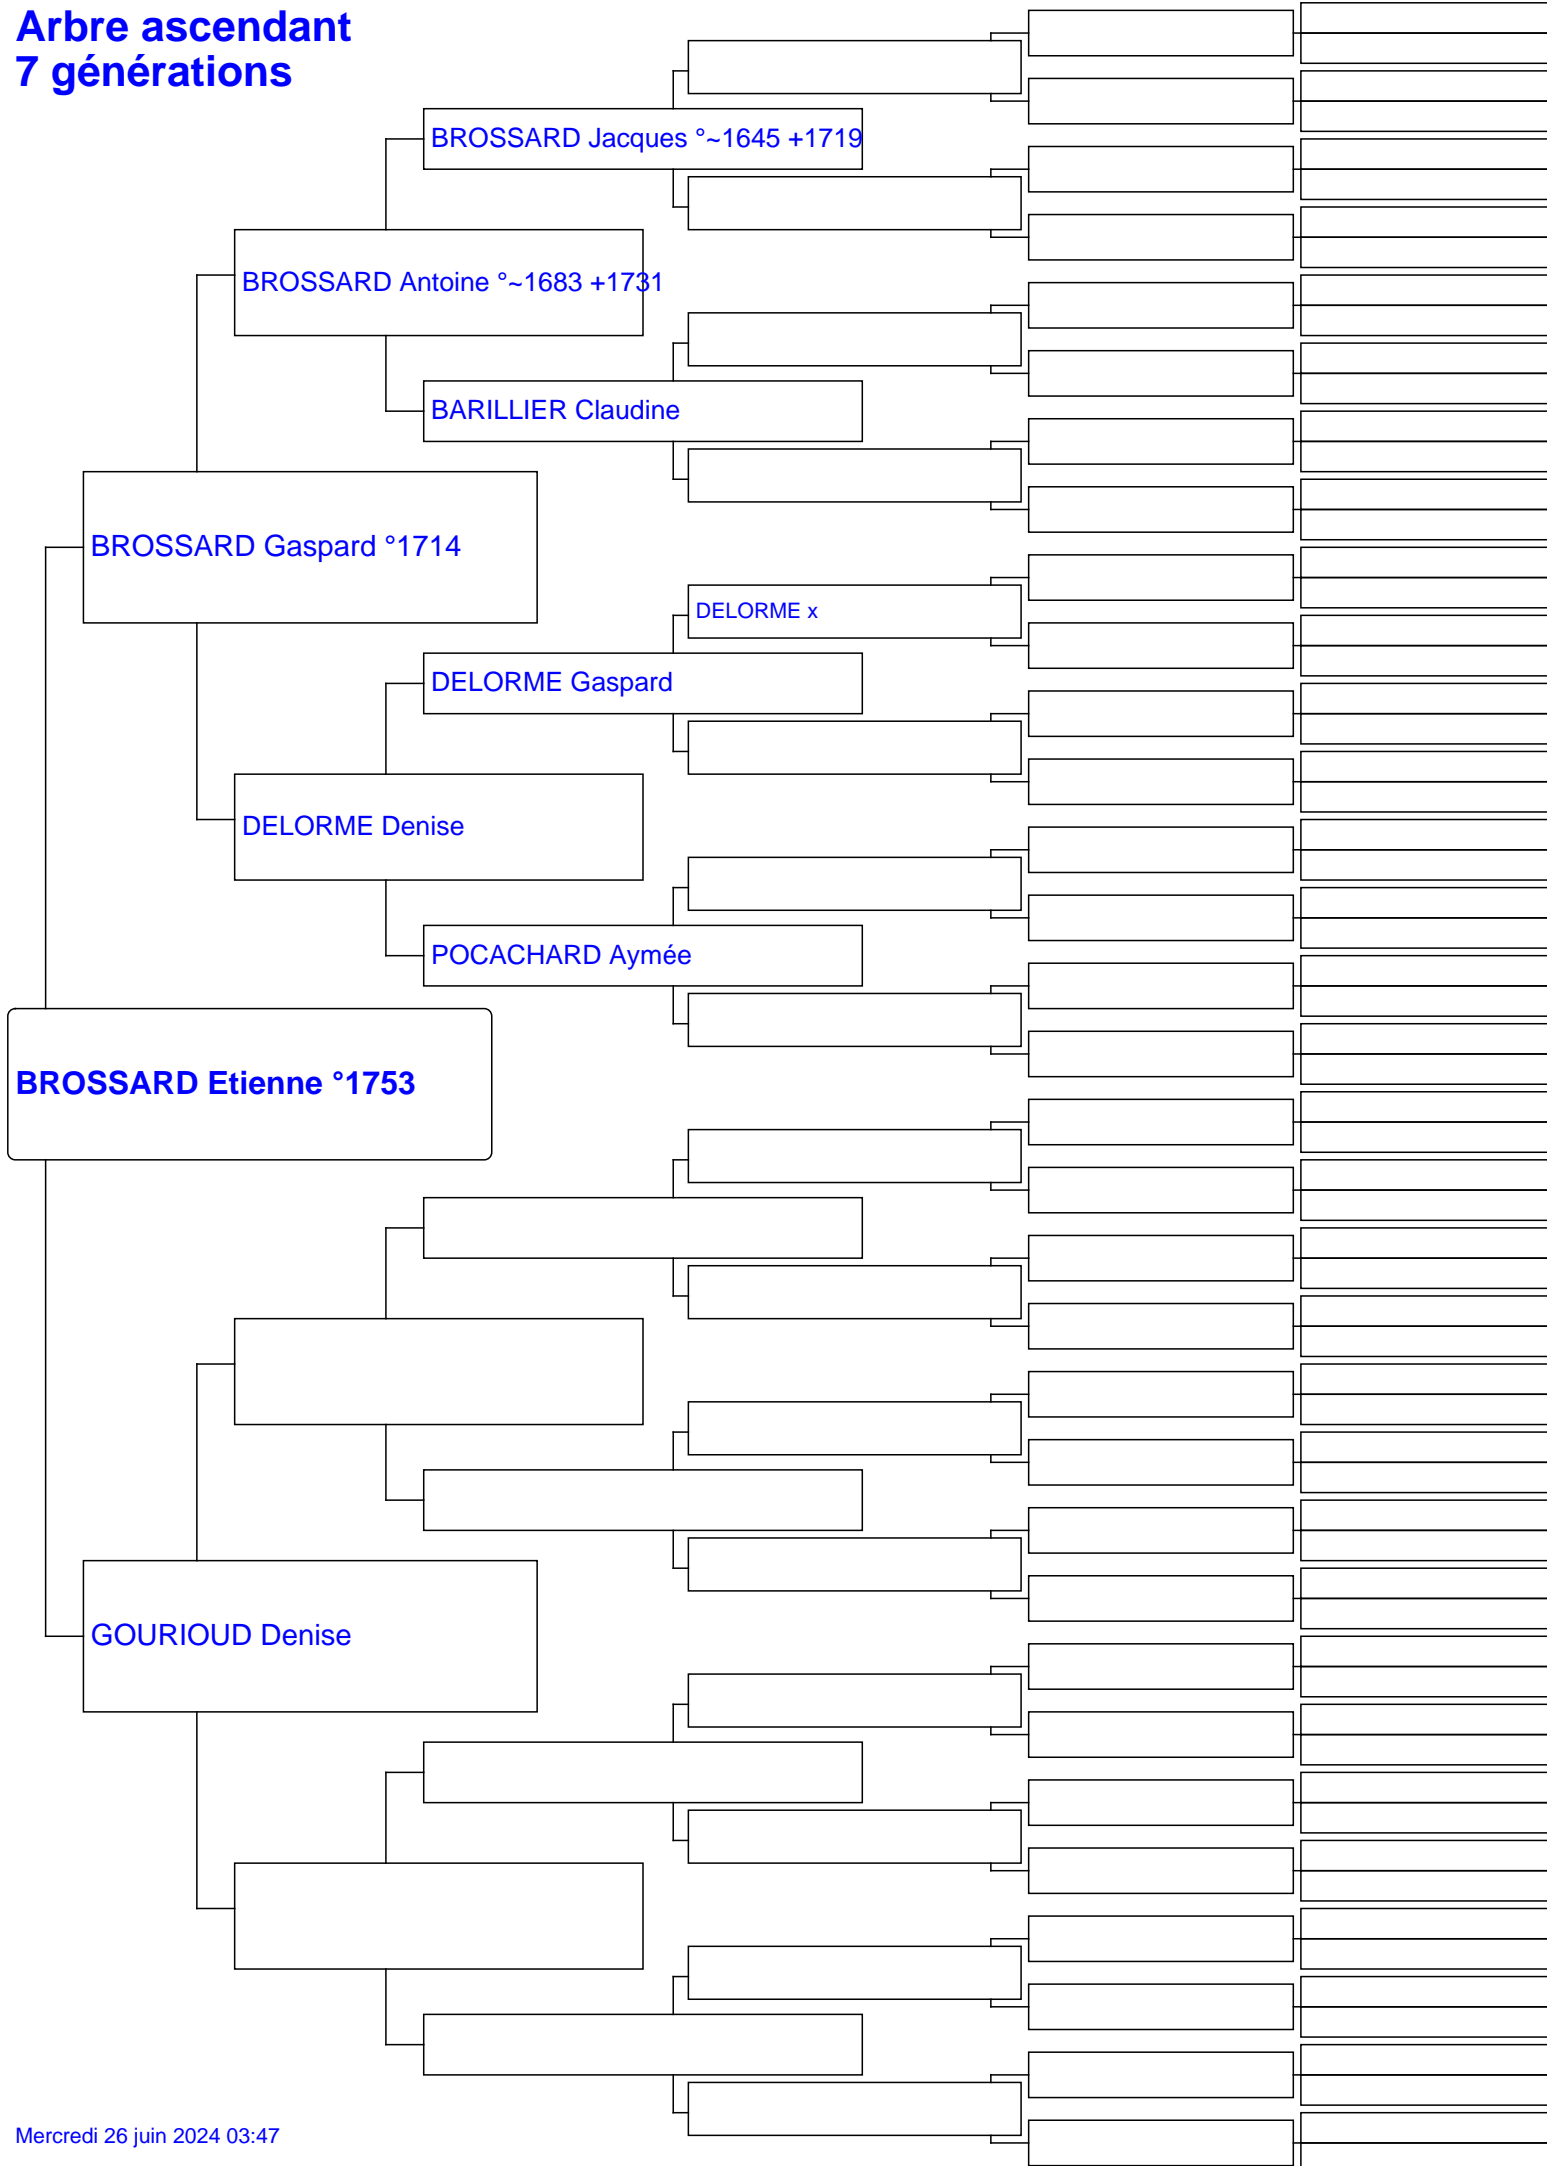 Arbre ascendant
7 générations
BROSSARD Jacques °~1645 +1719
BROSSARD Antoine °~1683 +1731
BARILLIER Claudine
BROSSARD Gaspard °1714
DELORME x
DELORME Gaspard
DELORME Denise
POCACHARD Aymée
BROSSARD Etienne °1753
GOURIOUD Denise
Mercredi 26 juin 2024 03:47